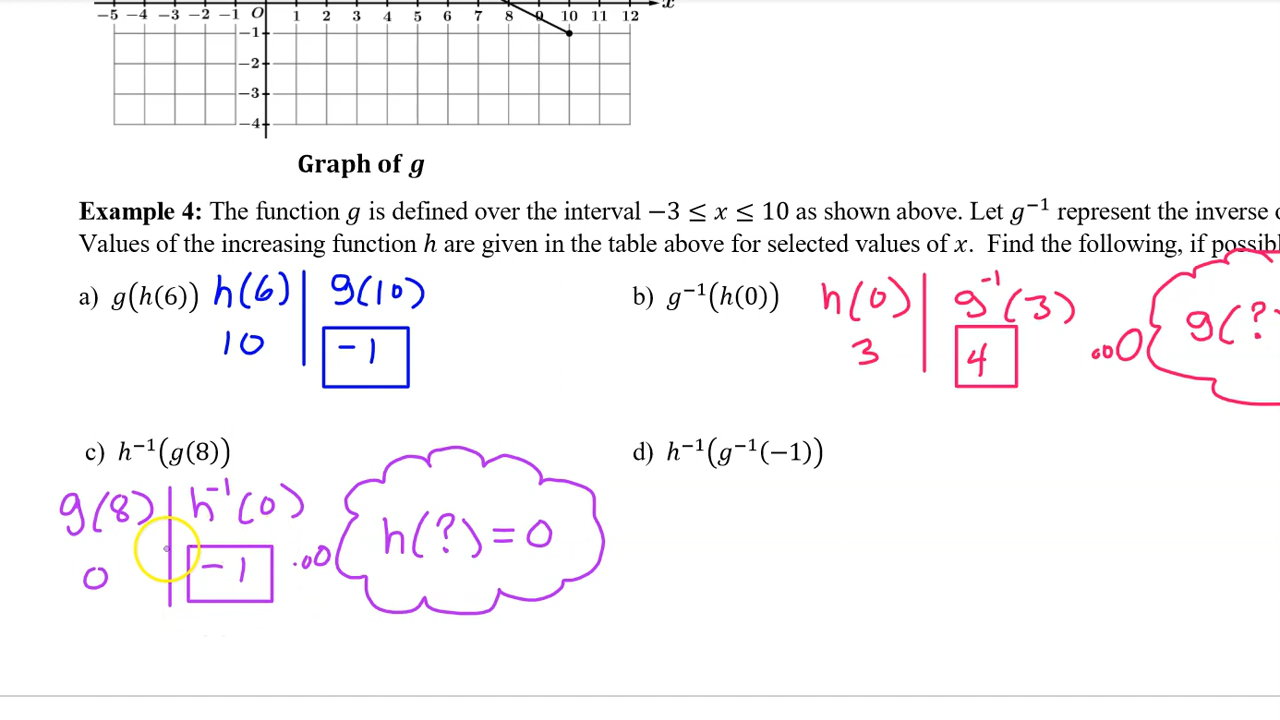 x
−5 −4 −3 −2 −1 O 1 2 3 4 5 6 7 8 9 10 11 12
−1
−2
−3
−4
Graph of g
Example 4: The function g is defined over the interval −3 ≤ x ≤ 10 as shown above. Let g⁻¹ represent the inverse
Values of the increasing function h are given in the table above for selected values of x. Find the following, if
a) g(h(6)) h(6) | g(10)
10 | -1
b) g⁻¹(h(0)) h(0) | g⁻¹(3)
3 | 4
g(?
c) h⁻¹(g(8))
g(8) | h⁻¹(0)
0 | -1
h(?) = 0
d) h⁻¹(g⁻¹(−1))